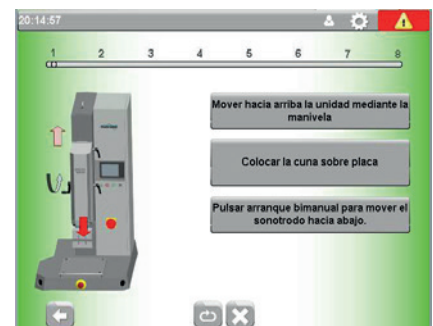 20:14:57
1 2 3 4 5 6 7 8
Mover hacia arriba la unidad mediante la
manivela
Colocar la cuna sobre placa
Pulsar arranque bimanual para mover el
sonotrodo hacia abajo.